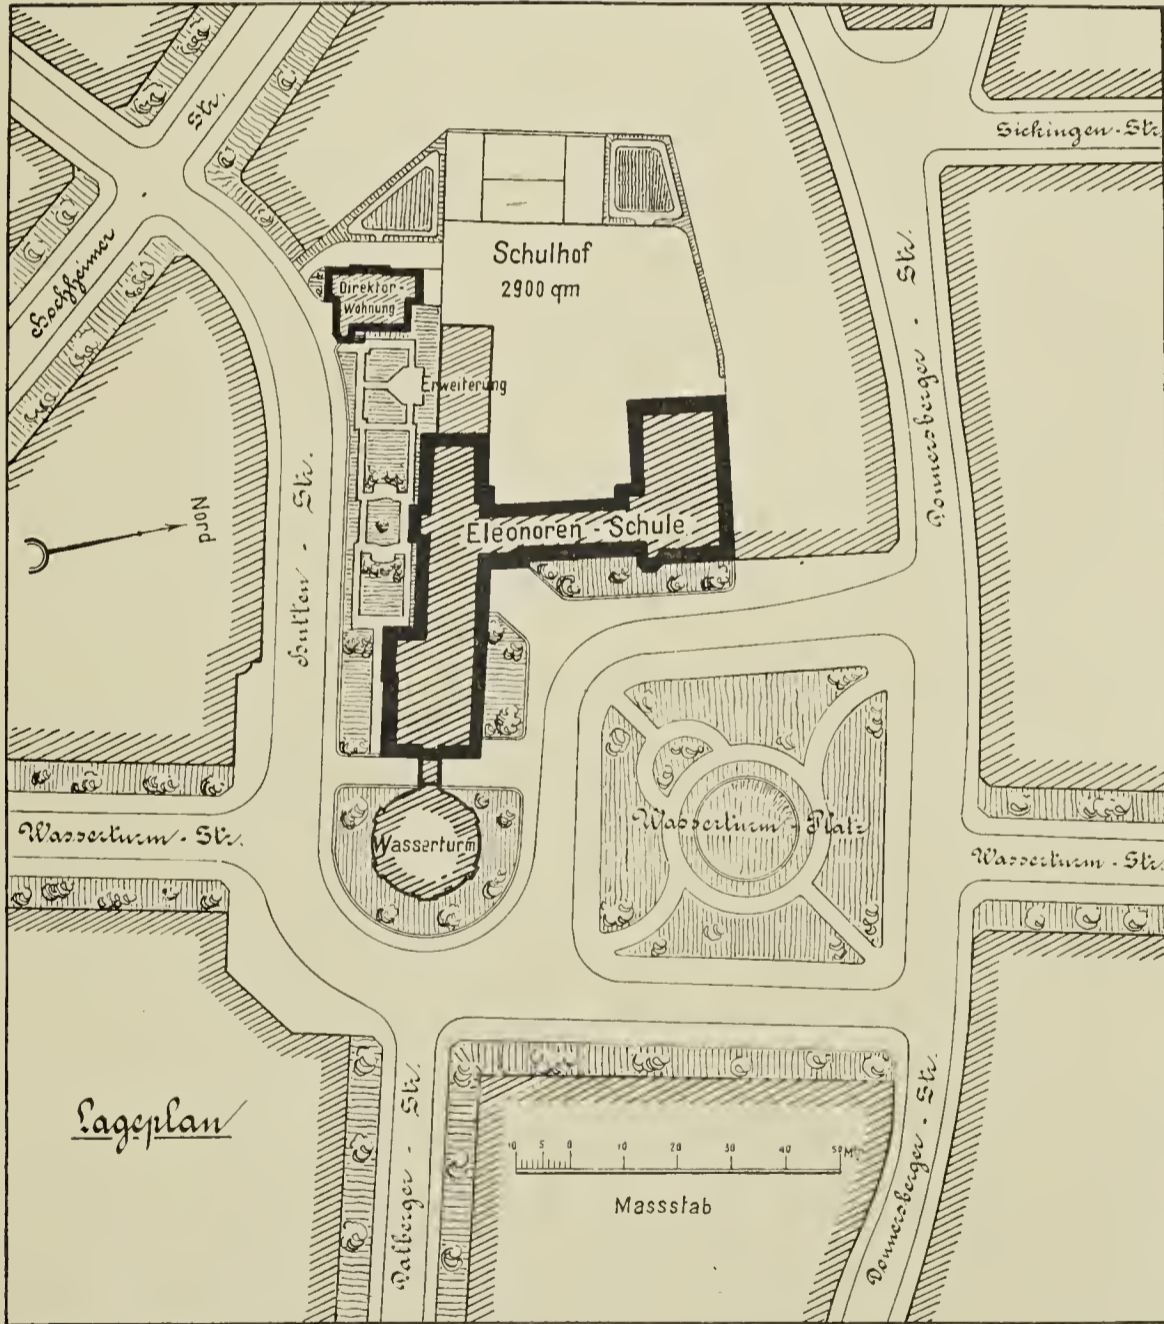 Str.
Sickingen-Str.
Hochheimer
Schulhof
2900 qm
Direktor-
Wohnung
Donnersberger - Str.
Erweiterung
Nord
Hutten - Str.
Eleonoren - Schule
Wasserturm - Str.
Wasserturm
Wasserturm - Platz
Wasserturm - Str.
Lageplan
Dalberger - Str.
Donnersberger - Str.
10 5 0 10 20 30 40 50 M
Massstab